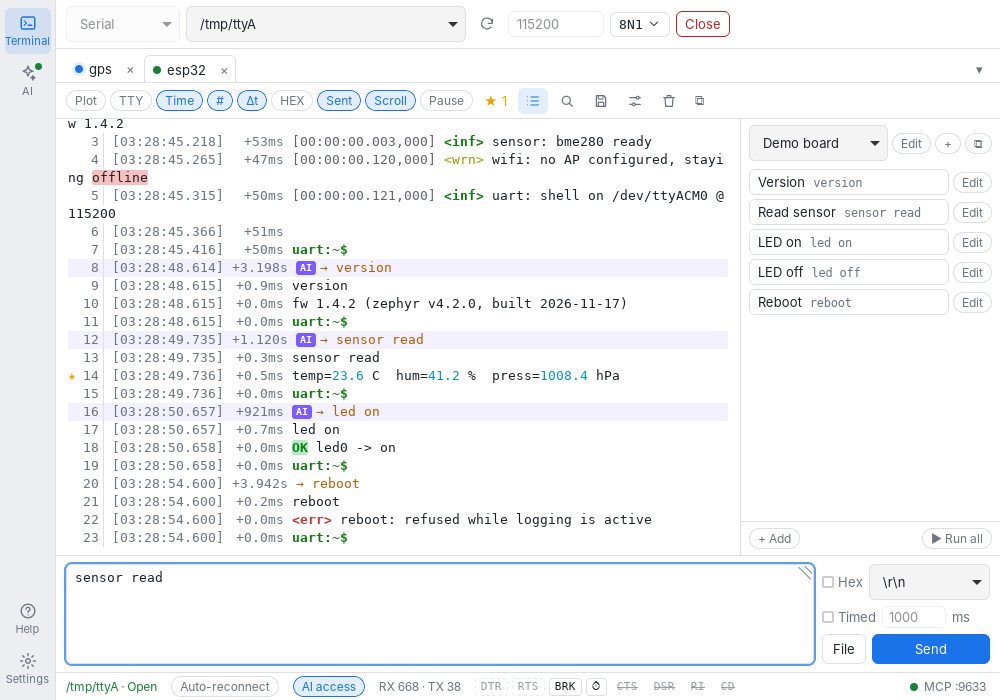 Serial
/tmp/ttyA
115200
8N1
Close
Terminal
AI
gps ×
esp32 ×
Plot TTY Time # Δt HEX Sent Scroll Pause ★ 1
w 1.4.2
3 [03:28:45.218] +53ms [00:00:00.003,000] <inf> sensor: bme280 ready
4 [03:28:45.265] +47ms [00:00:00.120,000] <wrn> wifi: no AP configured, stayi
ng offline
5 [03:28:45.315] +50ms [00:00:00.121,000] <inf> uart: shell on /dev/ttyACM0 @
115200
6 [03:28:45.366] +51ms
7 [03:28:45.416] +50ms uart:~$
8 [03:28:48.614] +3.198s AI → version
9 [03:28:48.615] +0.9ms version
10 [03:28:48.615] +0.0ms fw 1.4.2 (zephyr v4.2.0, built 2026-11-17)
11 [03:28:48.615] +0.0ms uart:~$
12 [03:28:49.735] +1.120s AI → sensor read
13 [03:28:49.735] +0.3ms sensor read
★ 14 [03:28:49.736] +0.5ms temp=23.6 C  hum=41.2 %  press=1008.4 hPa
15 [03:28:49.736] +0.0ms uart:~$
16 [03:28:50.657] +921ms AI → led on
17 [03:28:50.657] +0.7ms led on
18 [03:28:50.658] +0.0ms OK led0 -> on
19 [03:28:50.658] +0.0ms uart:~$
20 [03:28:54.600] +3.942s → reboot
21 [03:28:54.600] +0.2ms reboot
22 [03:28:54.600] +0.0ms <err> reboot: refused while logging is active
23 [03:28:54.600] +0.0ms uart:~$
Demo board Edit +
Version version Edit
Read sensor sensor read Edit
LED on led on Edit
LED off led off Edit
Reboot reboot Edit
+ Add ▶ Run all
sensor read
Hex \r\n
Timed 1000 ms
File Send
Help
Settings
/tmp/ttyA · Open Auto-reconnect AI access RX 668 · TX 38 DTR RTS BRK CTS DSR RI CD MCP :9633